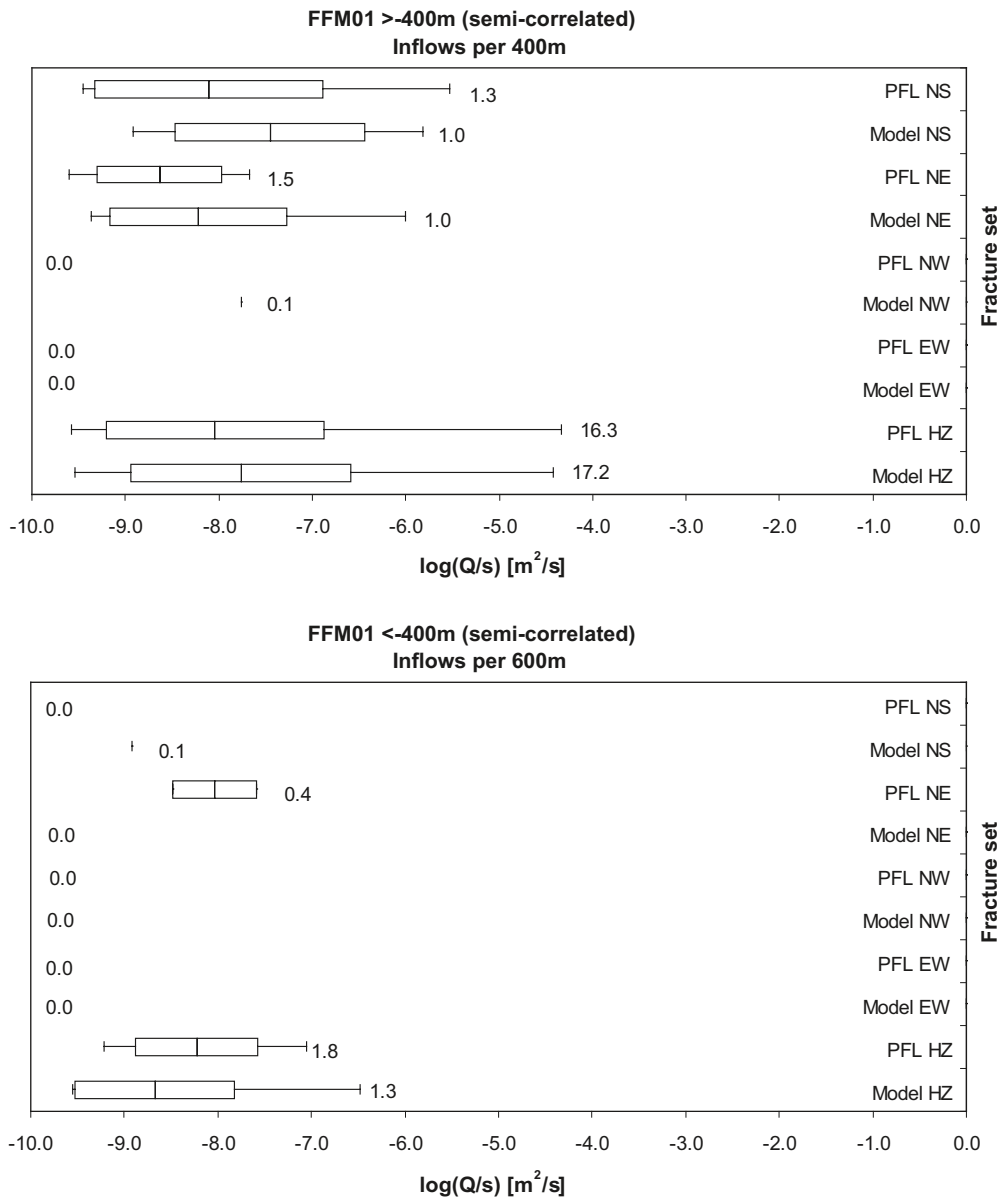 FFM01 >-400m (semi-correlated)
Inflows per 400m
PFL NS
1.3
Model NS
1.0
PFL NE
1.5
Model NE
1.0
PFL NW
0.0
Model NW
0.1
PFL EW
0.0
Model EW
0.0
PFL HZ
16.3
Model HZ
17.2
Fracture set
-10.0 -9.0 -8.0 -7.0 -6.0 -5.0 -4.0 -3.0 -2.0 -1.0 0.0
log(Q/s) [m²/s]
FFM01 <-400m (semi-correlated)
Inflows per 600m
PFL NS
0.0
Model NS
0.1
PFL NE
0.4
Model NE
0.0
PFL NW
0.0
Model NW
0.0
PFL EW
0.0
Model EW
0.0
PFL HZ
1.8
Model HZ
1.3
Fracture set
-10.0 -9.0 -8.0 -7.0 -6.0 -5.0 -4.0 -3.0 -2.0 -1.0 0.0
log(Q/s) [m²/s]